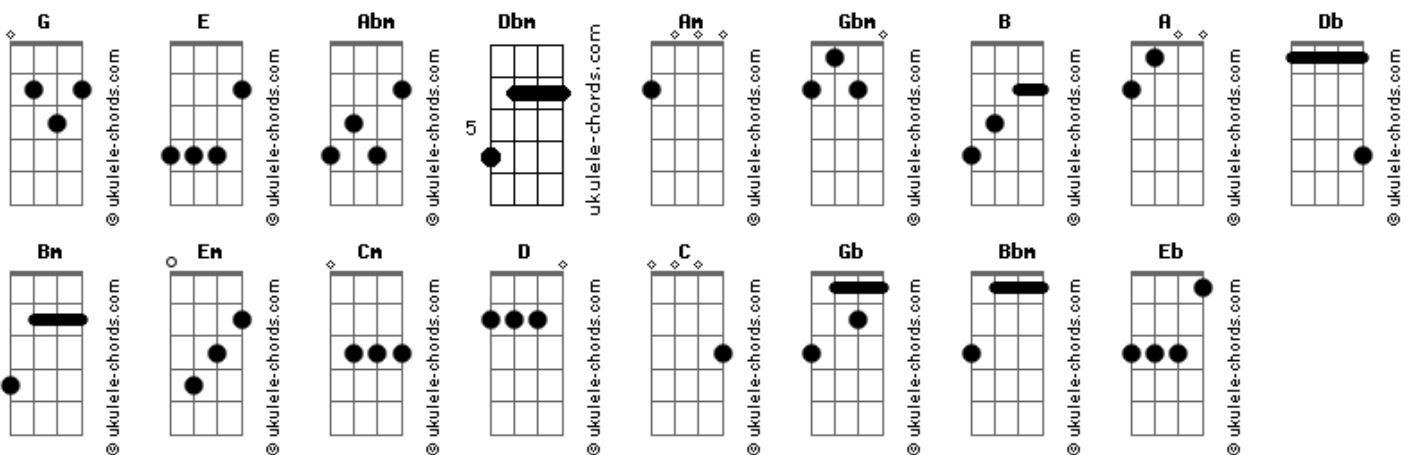 G E Abm Dbm Am Gbm B A Db
© ukulele-chords.com © ukulele-chords.com © ukulele-chords.com 5 ukulele-chords.com © ukulele-chords.com © ukulele-chords.com © ukulele-chords.com © ukulele-chords.com © ukulele-chords.com
Bm Em Cm D C Gb Bbm Eb
© ukulele-chords.com © ukulele-chords.com © ukulele-chords.com © ukulele-chords.com © ukulele-chords.com © ukulele-chords.com © ukulele-chords.com © ukulele-chords.com